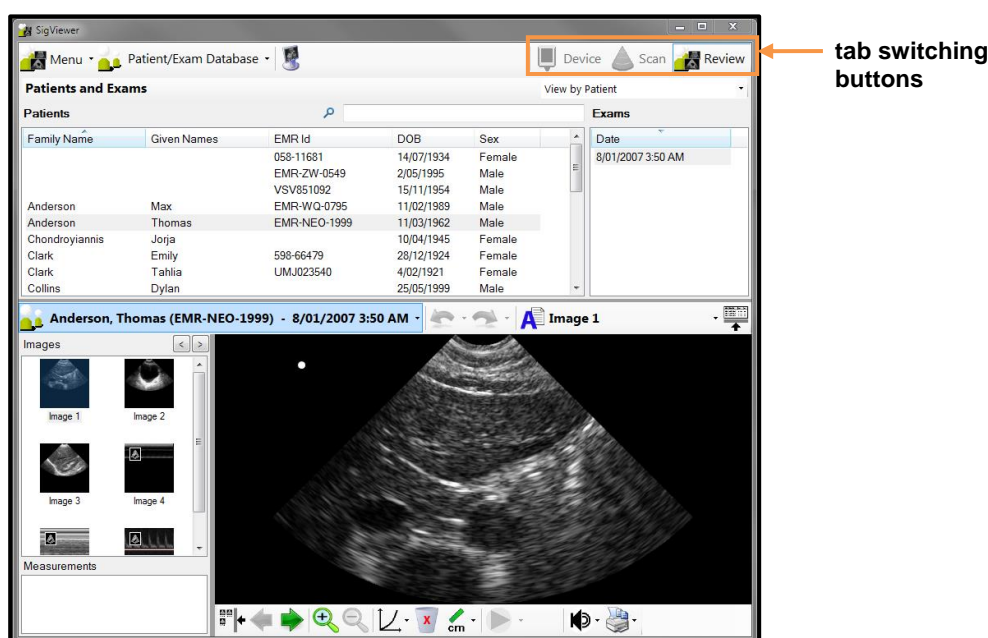 SigViewer
Menu Patient/Exam Database Device Scan Review
tab switching
buttons
Patients and Exams View by Patient
Patients Exams
Family Name Given Names EMR Id DOB Sex Date
058-11681 14/07/1934 Female 8/01/2007 3:50 AM
EMR-ZW-0549 2/05/1995 Male
VSV851092 15/11/1954 Male
Anderson Max EMR-WQ-0795 11/02/1989 Male
Anderson Thomas EMR-NEO-1999 11/03/1962 Male
Chondroyiannis Jorja 10/04/1945 Female
Clark Emily 598-66479 28/12/1924 Female
Clark Tahlia UMJ023540 4/02/1921 Female
Collins Dylan 25/05/1999 Male
Anderson, Thomas (EMR-NEO-1999) - 8/01/2007 3:50 AM A Image 1
Images < >
Image 1 Image 2
Image 3 Image 4
Measurements
x cm